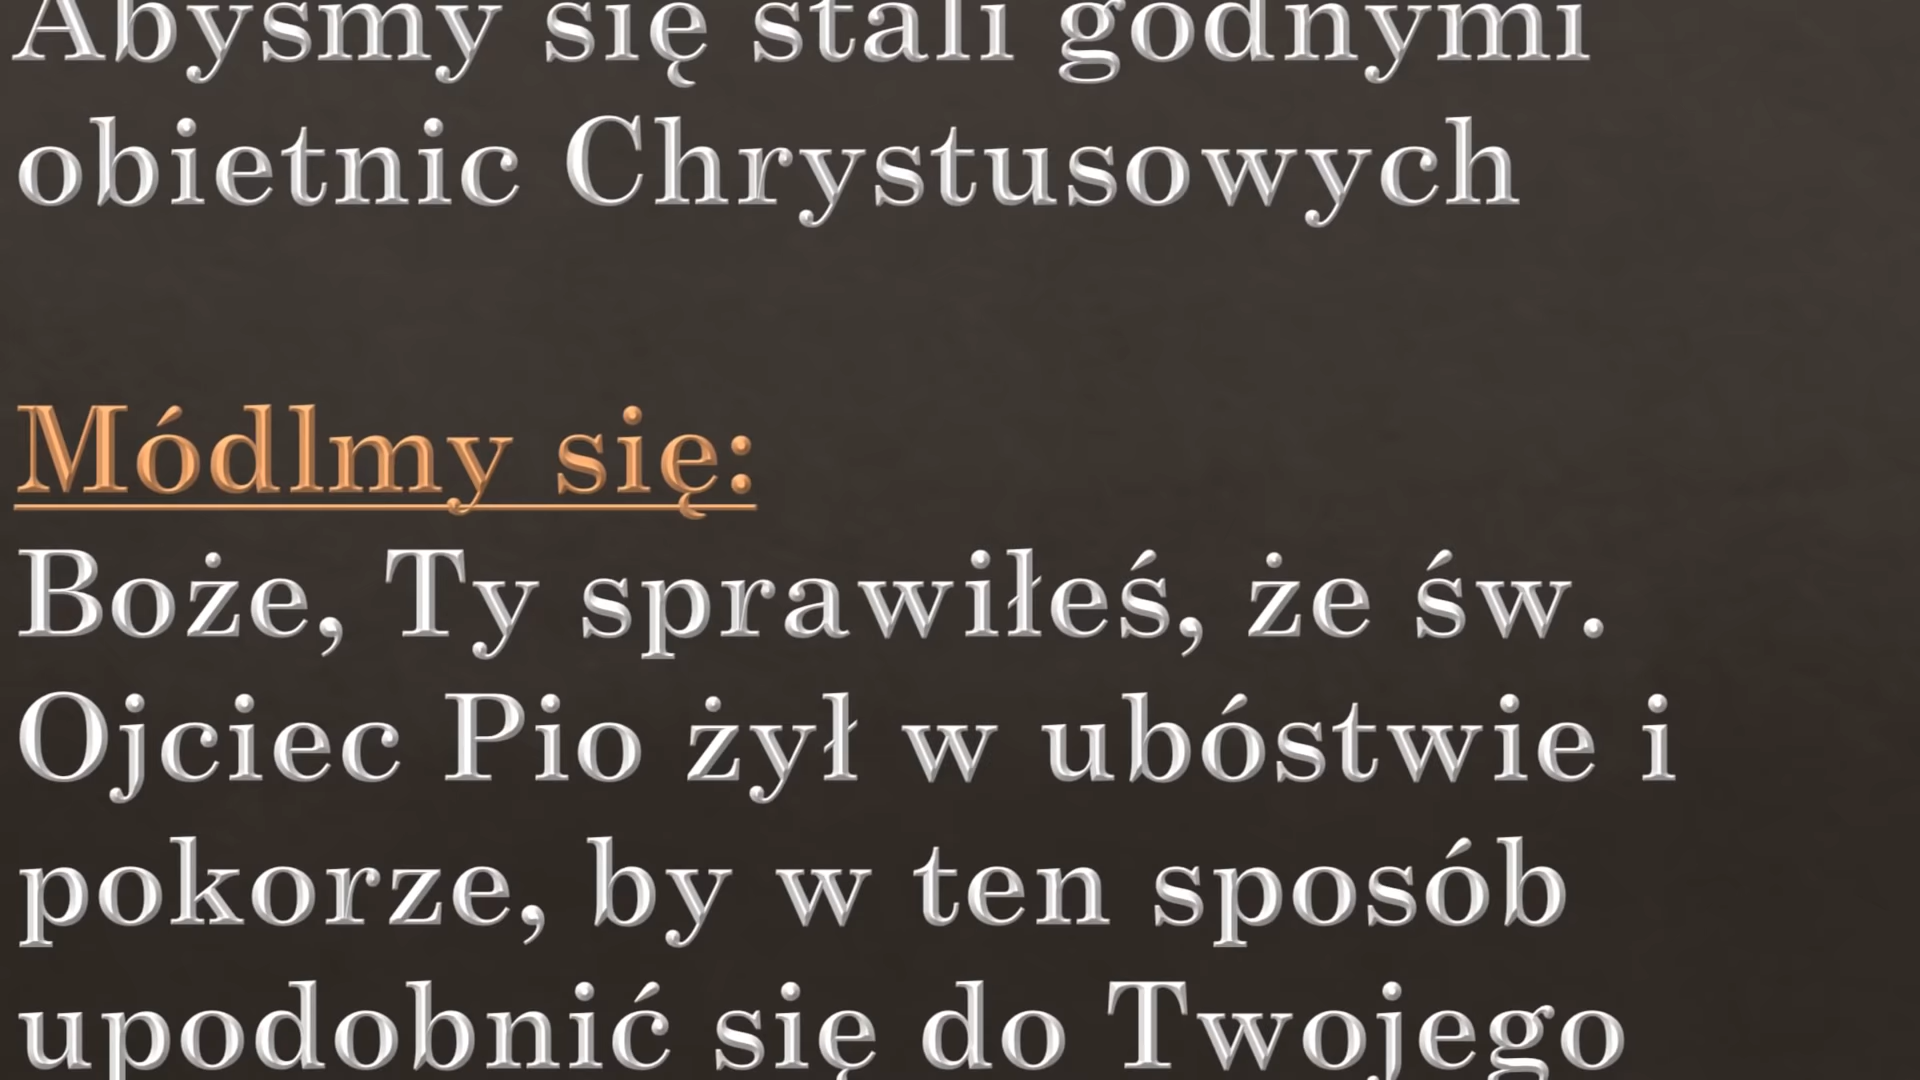 Abyśmy się stali godnymi
obietnic Chrystusowych
Módlmy się:
Boże, Ty sprawiłeś, że św.
Ojciec Pio żył w ubóstwie i
pokorze, by w ten sposób
upodobnić się do Twojego